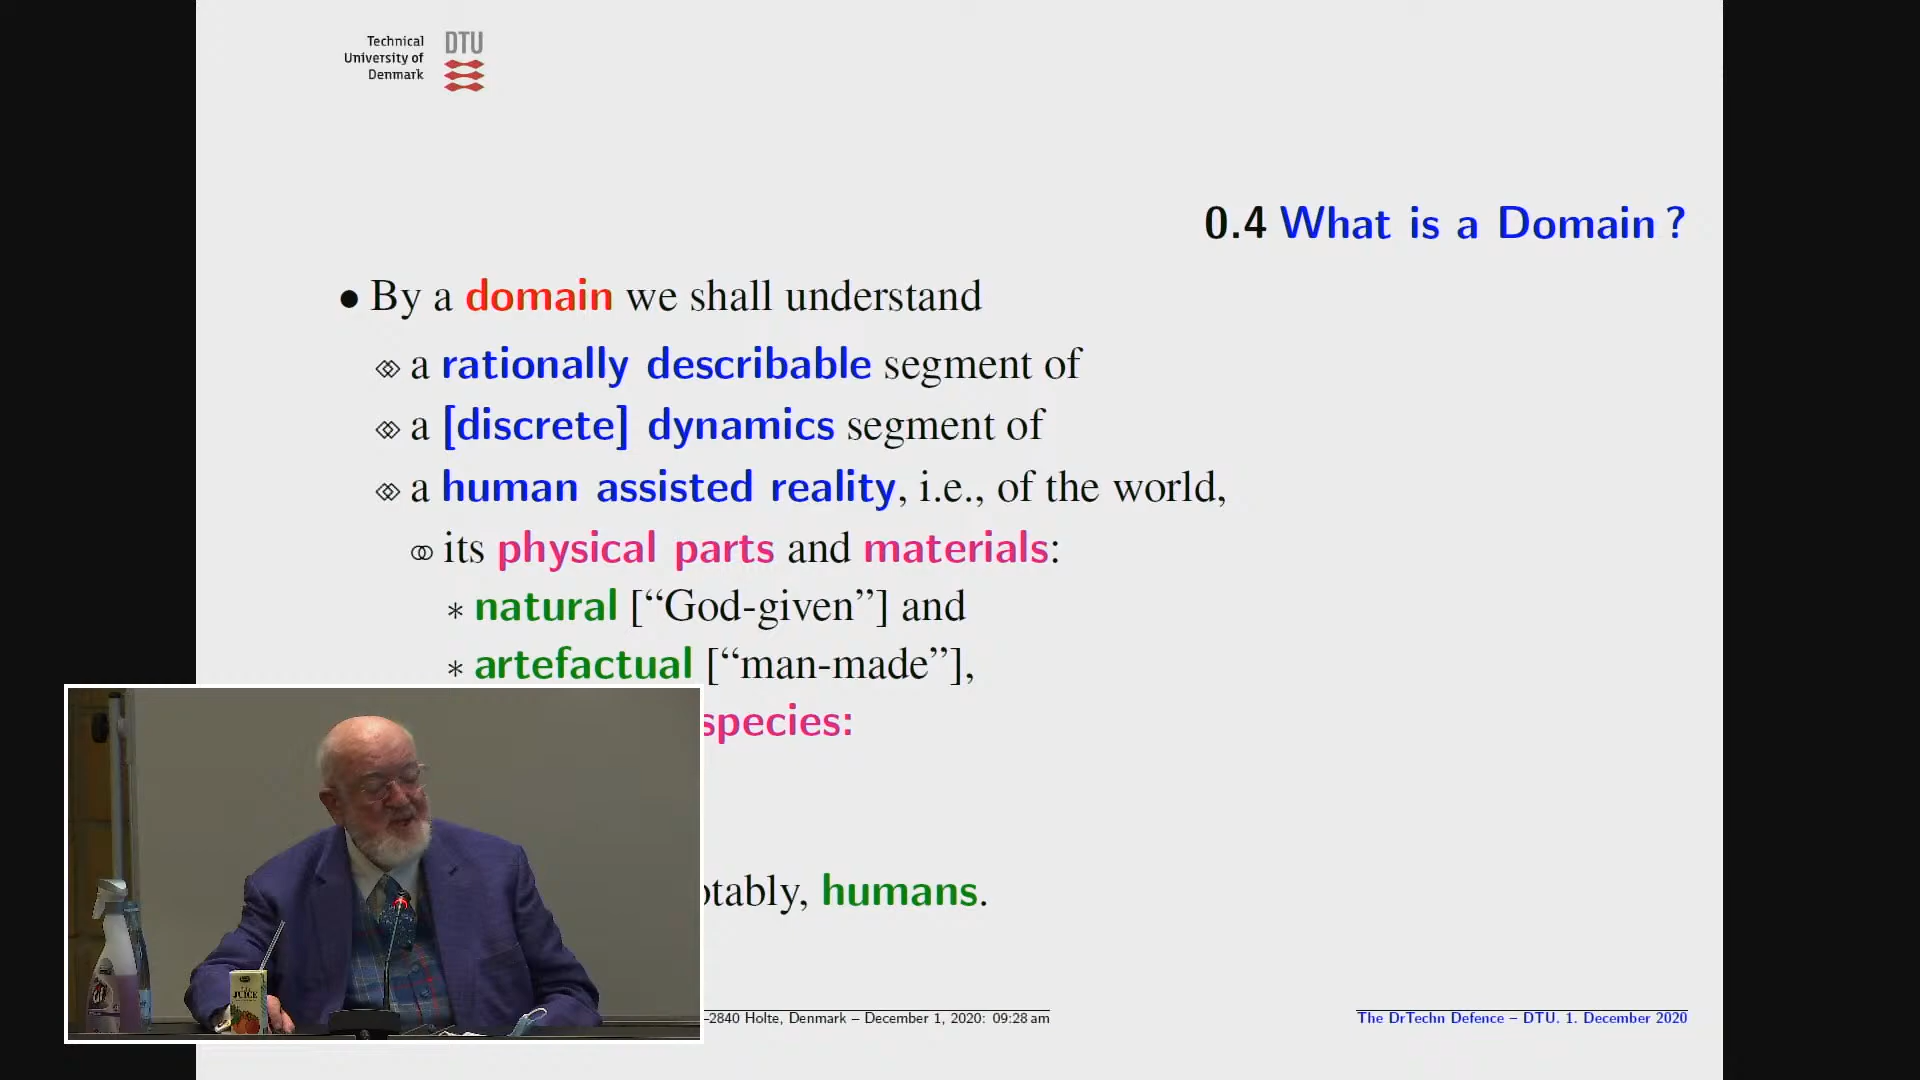 Technical
University of
Denmark
DTU
0.4 What is a Domain ?
• By a domain we shall understand
a rationally describable segment of
a [discrete] dynamics segment of
a human assisted reality, i.e., of the world,
its physical parts and materials:
* natural [“God-given”] and
* artefactual [“man-made”],
species:
humans.
JUICE
–2840 Holte, Denmark – December 1, 2020: 09:28 am
The DrTechn Defence – DTU. 1. December 2020